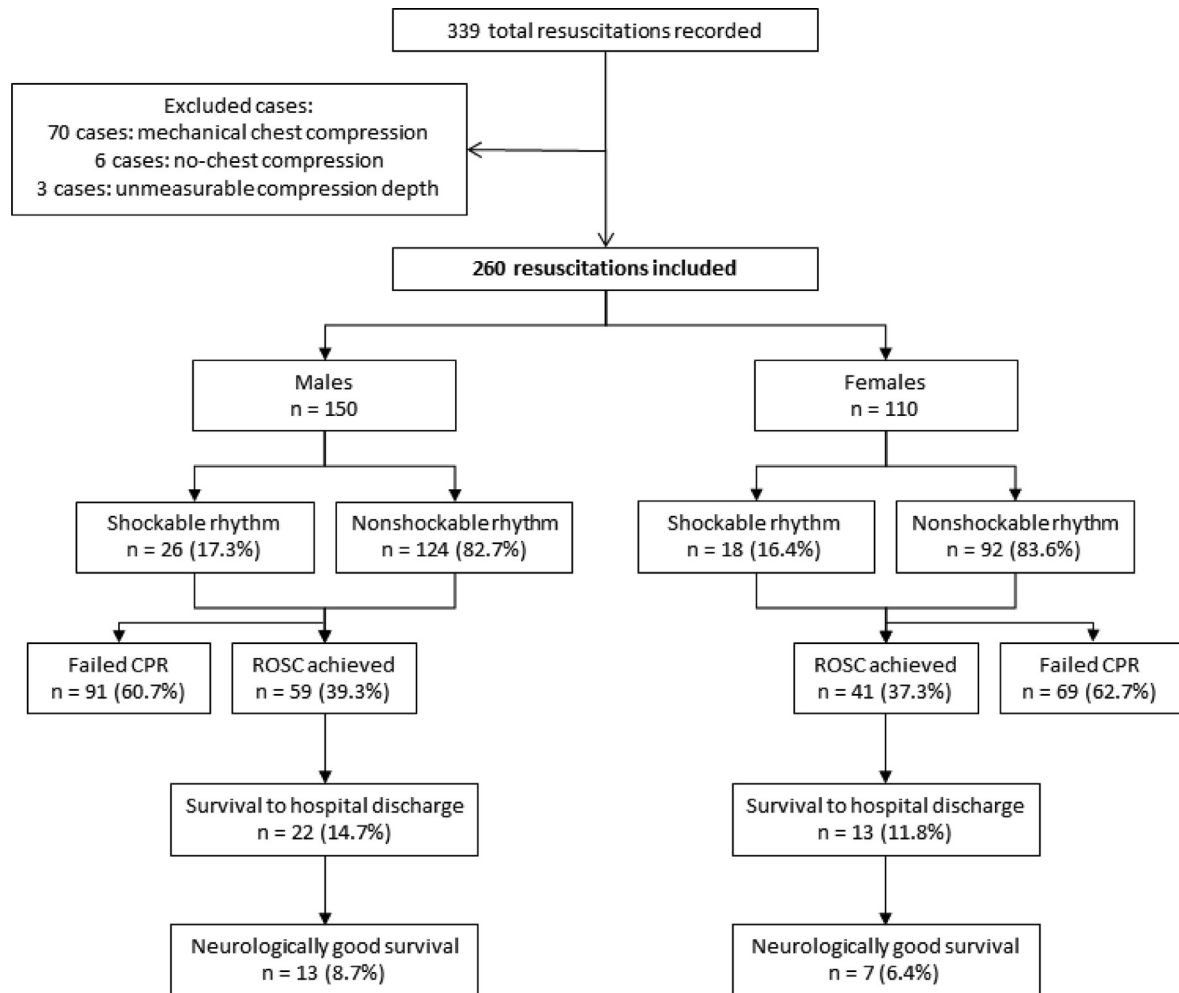 339 total resuscitations recorded
Excluded cases:
70 cases: mechanical chest compression
6 cases: no-chest compression
3 cases: unmeasurable compression depth
260 resuscitations included
Males
n = 150
Females
n = 110
Shockable rhythm
n = 26 (17.3%)
Nonshockable rhythm
n = 124 (82.7%)
Shockable rhythm
n = 18 (16.4%)
Nonshockable rhythm
n = 92 (83.6%)
Failed CPR
n = 91 (60.7%)
ROSC achieved
n = 59 (39.3%)
ROSC achieved
n = 41 (37.3%)
Failed CPR
n = 69 (62.7%)
Survival to hospital discharge
n = 22 (14.7%)
Survival to hospital discharge
n = 13 (11.8%)
Neurologically good survival
n = 13 (8.7%)
Neurologically good survival
n = 7 (6.4%)